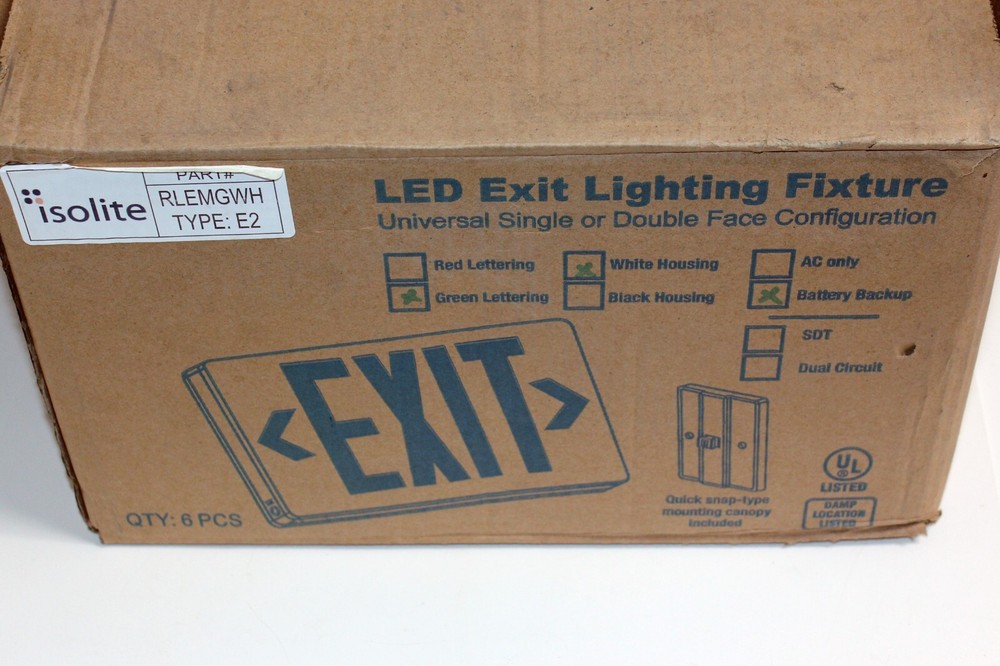 PART#
isolite
RLEMGWH
TYPE: E2
LED Exit Lighting Fixture
Universal Single or Double Face Configuration
Red Lettering
White Housing
AC only
Green Lettering
Black Housing
Battery Backup
SDT
Dual Circuit
EXIT
QTY: 6 PCS
Quick snap-type
mounting canopy
included
UL
LISTED
DAMP
LOCATION
LISTED